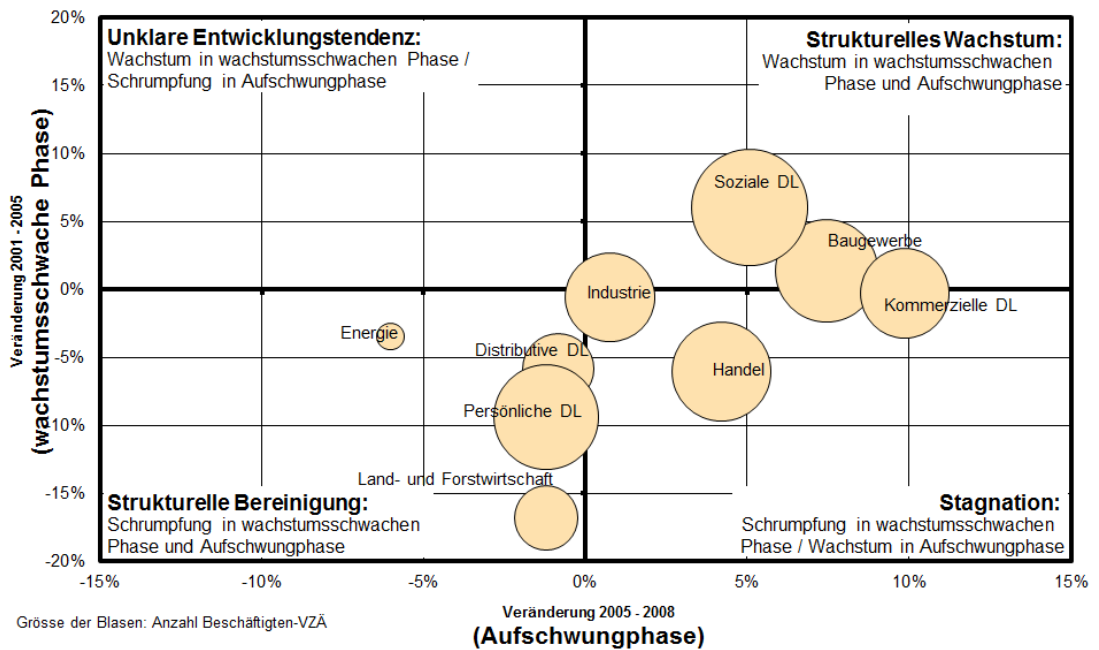 20%
15%
10%
5%
0%
-5%
-10%
-15%
-20%
Veränderung 2001 - 2005
(wachstumsschwache Phase)
Unklare Entwicklungstendenz:
Wachstum in wachstumsschwachen Phase /
Schrumpfung in Aufschwungphase
Strukturelles Wachstum:
Wachstum in wachstumsschwachen
Phase und Aufschwungphase
Soziale DL
Baugewerbe
Industrie
Kommerzielle DL
Energie
Distributive DL
Handel
Persönliche DL
Land- und Forstwirtschaft
Strukturelle Bereinigung:
Schrumpfung in wachstumsschwachen
Phase und Aufschwungphase
Stagnation:
Schrumpfung in wachstumsschwachen
Phase / Wachstum in Aufschwungphase
-15% -10% -5% 0% 5% 10% 15%
Veränderung 2005 - 2008
(Aufschwungphase)
Grösse der Blasen: Anzahl Beschäftigten-VZÄ